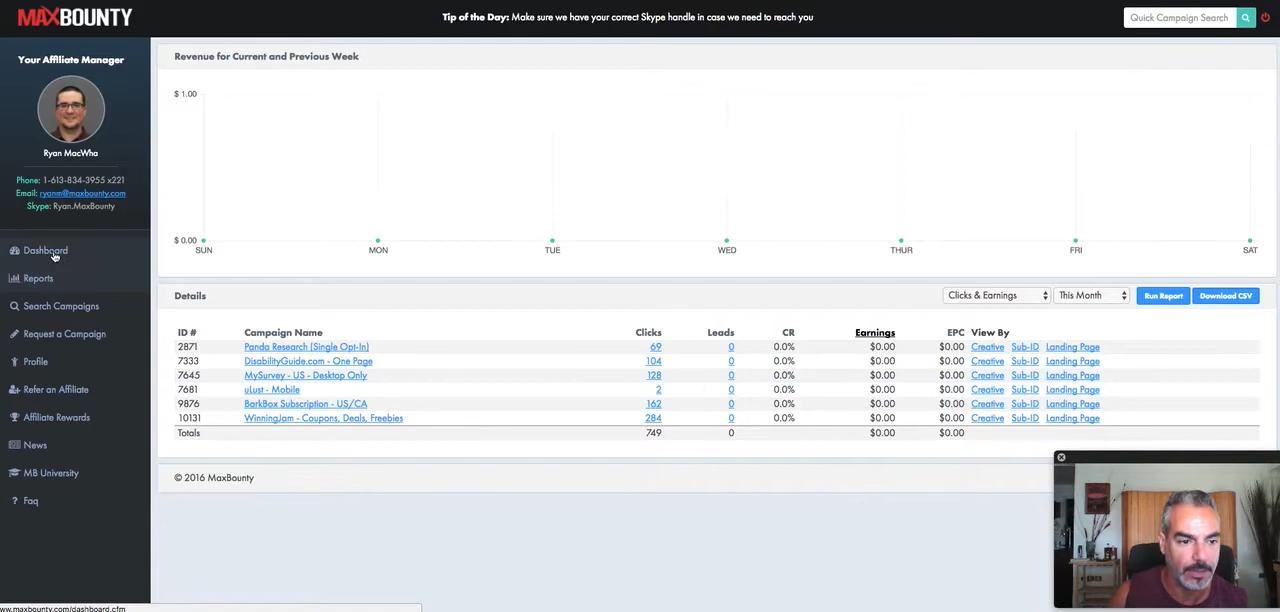 MAXBOUNTY
Tip of the Day: Make sure we have your correct Skype handle in case we need to reach you
Quick Campaign Search
Your Affiliate Manager
Ryan MacWha
Phone: 1-613-834-3955 x221
Email: ryanm@maxbounty.com
Skype: Ryan.MaxBounty
Dashboard
Reports
Search Campaigns
Request a Campaign
Profile
Refer an Affiliate
Affiliate Rewards
News
MB University
? Faq
Revenue for Current and Previous Week
$ 1.00
$ 0.00
SUN MON TUE WED THUR FRI SAT
Details Clicks & Earnings This Month Run Report Download CSV
ID # Campaign Name Clicks Leads CR Earnings EPC View By
2871 Panda Research (Single Opt-In) 69 0 0.0% $0.00 $0.00 Creative Sub-ID Landing Page
7333 DisabilityGuide.com - One Page 104 0 0.0% $0.00 $0.00 Creative Sub-ID Landing Page
7645 MySurvey - US - Desktop Only 128 0 0.0% $0.00 $0.00 Creative Sub-ID Landing Page
7681 uLust - Mobile 2 0 0.0% $0.00 $0.00 Creative Sub-ID Landing Page
9876 BarkBox Subscription - US/CA 162 0 0.0% $0.00 $0.00 Creative Sub-ID Landing Page
10131 WinningJam - Coupons, Deals, Freebies 284 0 0.0% $0.00 $0.00 Creative Sub-ID Landing Page
Totals 749 0 $0.00 $0.00
© 2016 MaxBounty
ww.maxbounty.com/dashboard.cfm